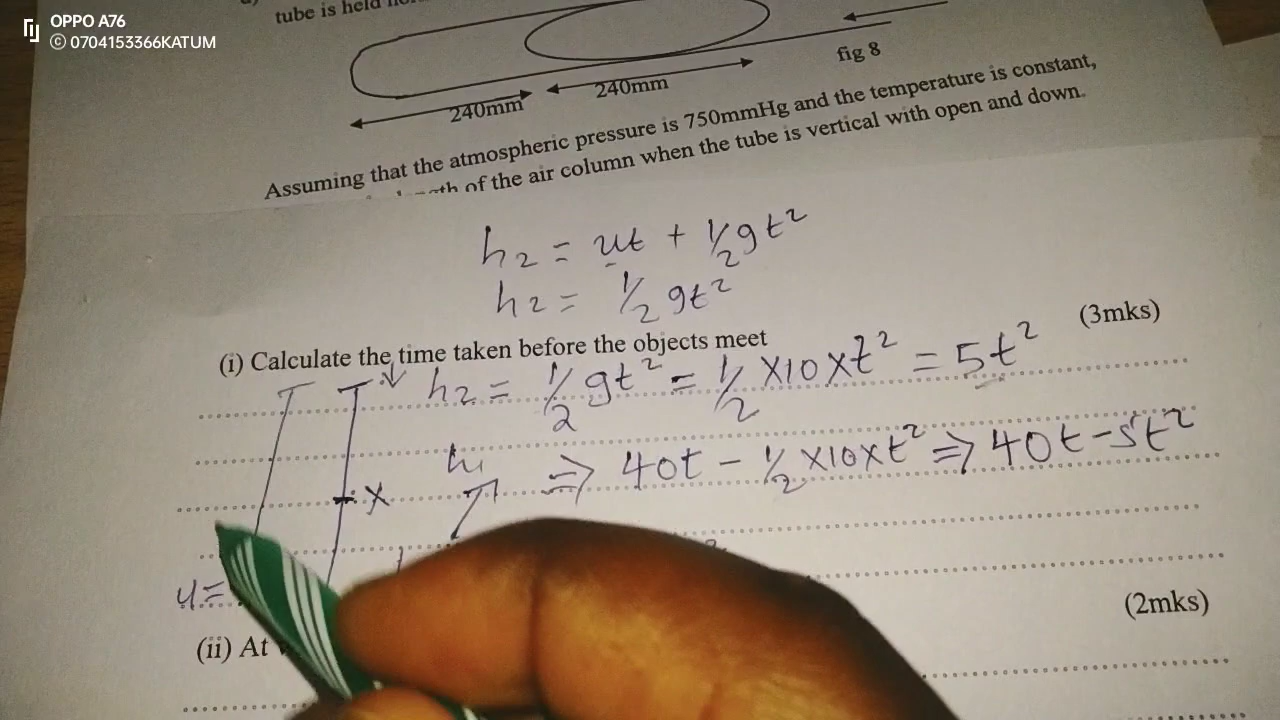 OPPO A76
© 0704153366KATUM
tube is held
fig 8
240mm
240mm
Assuming that the atmospheric pressure is 750mmHg and the temperature is constant,
of the air column when the tube is vertical with open and down.
h₂ = ut + ½gt²
h₂ = ½gt²
(3mks)
(i) Calculate the time taken before the objects meet
h₂ = ½gt² = ½ × 10 × t² = 5t²
h₁ ⇒ 40t - ½ × 10 × t² ⇒ 40t - 5t²
X
u =
(2mks)
(ii) At